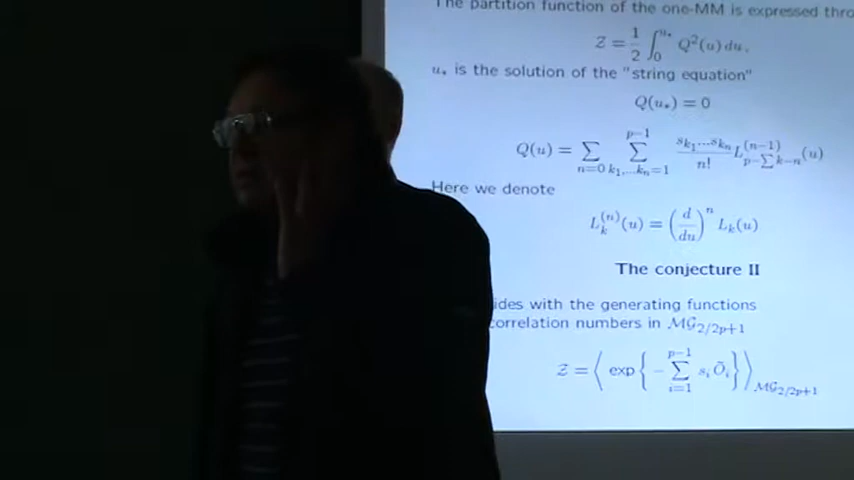 The partition function of the one-MM is expressed thro
Z = 1/2 ∫_0^{u_*} Q²(u) du.
u_* is the solution of the "string equation"
Q(u_*) = 0
Q(u) = ∑_{n=0} ∑_{k_1,...k_n=1}^{p-1} \frac{s_{k_1}...s_{k_n}}{n!} L^{(n-1)}_{p-∑k-n}(u)
Here we denote
L_k^{(n)}(u) = (d/du)^n L_k(u)
The conjecture II
ides with the generating functions
correlation numbers in MG_{2/2p+1}
Z = ⟨ exp{ - ∑_{i=1}^{p-1} s_i Õ_i } ⟩_{MG_{2/2p+1}}